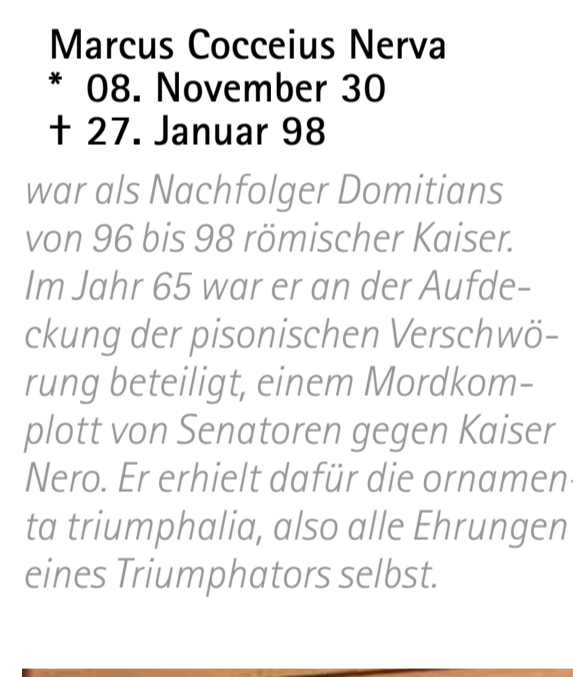 Marcus Cocceius Nerva
* 08. November 30
† 27. Januar 98
war als Nachfolger Domitians
von 96 bis 98 römischer Kaiser.
Im Jahr 65 war er an der Aufde-
ckung der pisonischen Verschwö-
rung beteiligt, einem Mordkom-
plott von Senatoren gegen Kaiser
Nero. Er erhielt dafür die ornamen-
ta triumphalia, also alle Ehrungen
eines Triumphators selbst.